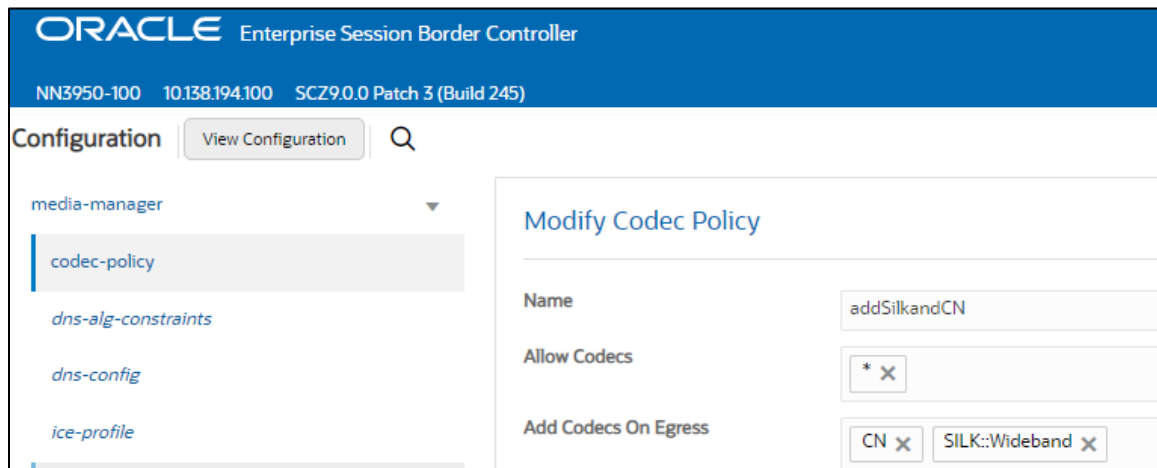 ORACLE Enterprise Session Border Controller
NN3950-100 10.138.194.100 SCZ9.0.0 Patch 3 (Build 245)
Configuration View Configuration
media-manager
codec-policy
dns-alg-constraints
dns-config
ice-profile
Modify Codec Policy
Name addSilkandCN
Allow Codecs *
Add Codecs On Egress CN SILK::Wideband